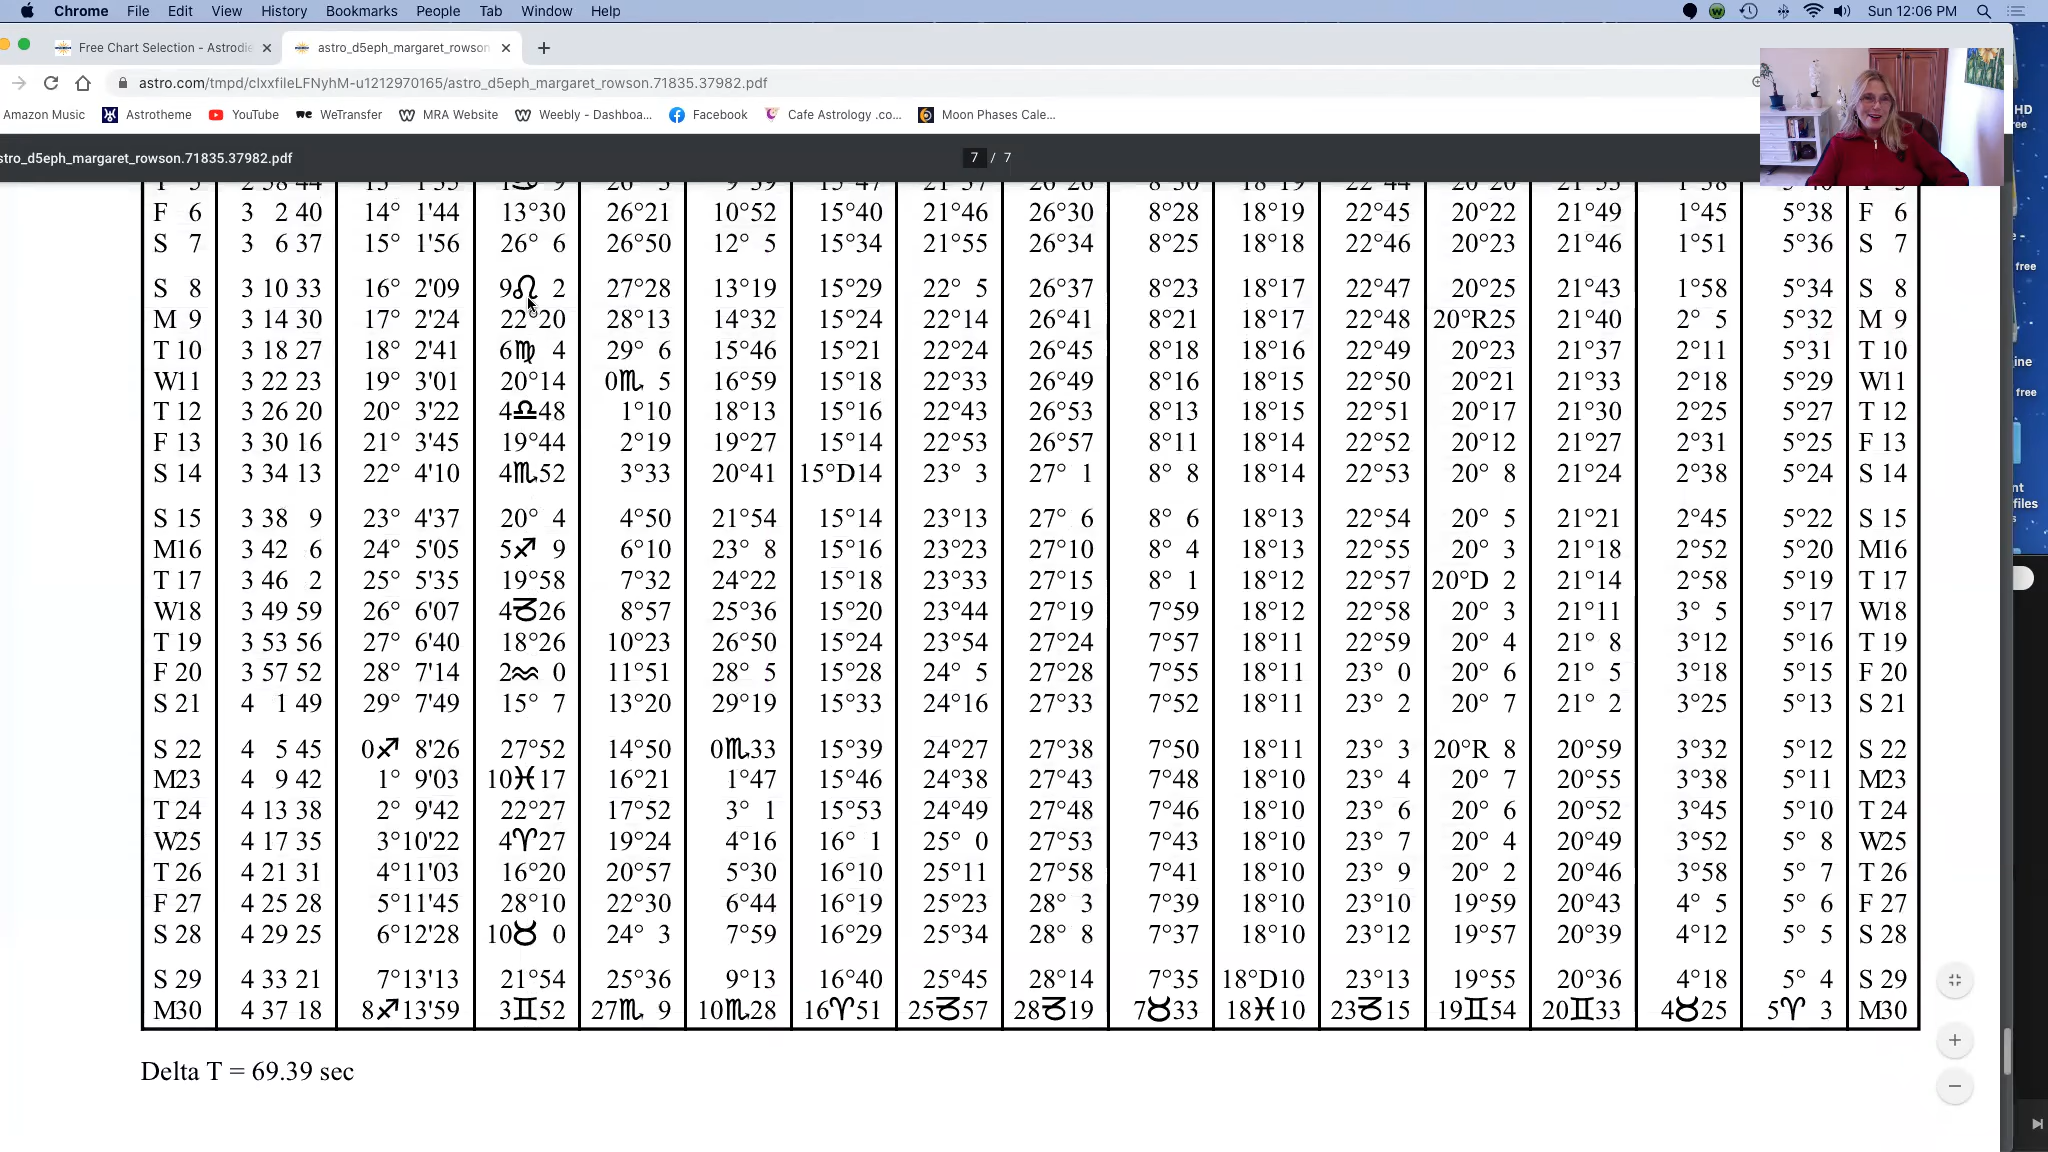 Chrome File Edit View History Bookmarks People Tab Window Help Sun 12:06 PM
Free Chart Selection - Astrodie astro_d5eph_margaret_rowson
astro.com/tmpd/clxxfileLFNyhM-u1212970165/astro_d5eph_margaret_rowson.71835.37982.pdf
Amazon Music Astrotheme YouTube WeTransfer MRA Website Weebly - Dashboa... Facebook Cafe Astrology .co... Moon Phases Cale...
stro_d5eph_margaret_rowson.71835.37982.pdf 7 / 7
F 6 3 2 40 14° 1'44 13°30 26°21 10°52 15°40 21°46 26°30 8°28 18°19 22°45 20°22 21°49 1°45 5°38 F 6
S 7 3 6 37 15° 1'56 26° 6 26°50 12° 5 15°34 21°55 26°34 8°25 18°18 22°46 20°23 21°46 1°51 5°36 S 7
S 8 3 10 33 16° 2'09 9♌ 2 27°28 13°19 15°29 22° 5 26°37 8°23 18°17 22°47 20°25 21°43 1°58 5°34 S 8
M 9 3 14 30 17° 2'24 22°20 28°13 14°32 15°24 22°14 26°41 8°21 18°17 22°48 20°R25 21°40 2° 5 5°32 M 9
T 10 3 18 27 18° 2'41 6♍ 4 29° 6 15°46 15°21 22°24 26°45 8°18 18°16 22°49 20°23 21°37 2°11 5°31 T 10
W11 3 22 23 19° 3'01 20°14 0♏ 5 16°59 15°18 22°33 26°49 8°16 18°15 22°50 20°21 21°33 2°18 5°29 W11
T 12 3 26 20 20° 3'22 4♎48 1°10 18°13 15°16 22°43 26°53 8°13 18°15 22°51 20°17 21°30 2°25 5°27 T 12
F 13 3 30 16 21° 3'45 19°44 2°19 19°27 15°14 22°53 26°57 8°11 18°14 22°52 20°12 21°27 2°31 5°25 F 13
S 14 3 34 13 22° 4'10 4♏52 3°33 20°41 15°D14 23° 3 27° 1 8° 8 18°14 22°53 20° 8 21°24 2°38 5°24 S 14
S 15 3 38 9 23° 4'37 20° 4 4°50 21°54 15°14 23°13 27° 6 8° 6 18°13 22°54 20° 5 21°21 2°45 5°22 S 15
M16 3 42 6 24° 5'05 5♐ 9 6°10 23° 8 15°16 23°23 27°10 8° 4 18°13 22°55 20° 3 21°18 2°52 5°20 M16
T 17 3 46 2 25° 5'35 19°58 7°32 24°22 15°18 23°33 27°15 8° 1 18°12 22°57 20°D 2 21°14 2°58 5°19 T 17
W18 3 49 59 26° 6'07 4♑26 8°57 25°36 15°20 23°44 27°19 7°59 18°12 22°58 20° 3 21°11 3° 5 5°17 W18
T 19 3 53 56 27° 6'40 18°26 10°23 26°50 15°24 23°54 27°24 7°57 18°11 22°59 20° 4 21° 8 3°12 5°16 T 19
F 20 3 57 52 28° 7'14 2♒ 0 11°51 28° 5 15°28 24° 5 27°28 7°55 18°11 23° 0 20° 6 21° 5 3°18 5°15 F 20
S 21 4 1 49 29° 7'49 15° 7 13°20 29°19 15°33 24°16 27°33 7°52 18°11 23° 2 20° 7 21° 2 3°25 5°13 S 21
S 22 4 5 45 0♐ 8'26 27°52 14°50 0♏33 15°39 24°27 27°38 7°50 18°11 23° 3 20°R 8 20°59 3°32 5°12 S 22
M23 4 9 42 1° 9'03 10♓17 16°21 1°47 15°46 24°38 27°43 7°48 18°10 23° 4 20° 7 20°55 3°38 5°11 M23
T 24 4 13 38 2° 9'42 22°27 17°52 3° 1 15°53 24°49 27°48 7°46 18°10 23° 6 20° 6 20°52 3°45 5°10 T 24
W25 4 17 35 3°10'22 4♈27 19°24 4°16 16° 1 25° 0 27°53 7°43 18°10 23° 7 20° 4 20°49 3°52 5° 8 W25
T 26 4 21 31 4°11'03 16°20 20°57 5°30 16°10 25°11 27°58 7°41 18°10 23° 9 20° 2 20°46 3°58 5° 7 T 26
F 27 4 25 28 5°11'45 28°10 22°30 6°44 16°19 25°23 28° 3 7°39 18°10 23°10 19°59 20°43 4° 5 5° 6 F 27
S 28 4 29 25 6°12'28 10♉ 0 24° 3 7°59 16°29 25°34 28° 8 7°37 18°10 23°12 19°57 20°39 4°12 5° 5 S 28
S 29 4 33 21 7°13'13 21°54 25°36 9°13 16°40 25°45 28°14 7°35 18°D10 23°13 19°55 20°36 4°18 5° 4 S 29
M30 4 37 18 8♐13'59 3♊52 27♏ 9 10♏28 16♈51 25♑57 28♑19 7♉33 18♓10 23♑15 19♊54 20♊33 4♉25 5♈ 3 M30
Delta T = 69.39 sec